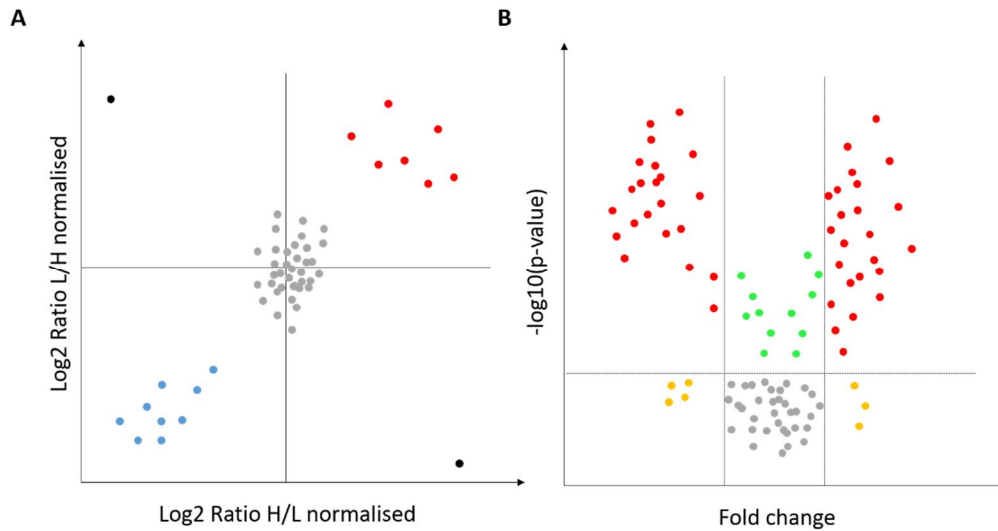 A
B
Log2 Ratio L/H normalised
Log2 Ratio H/L normalised
-log10(p-value)
Fold change